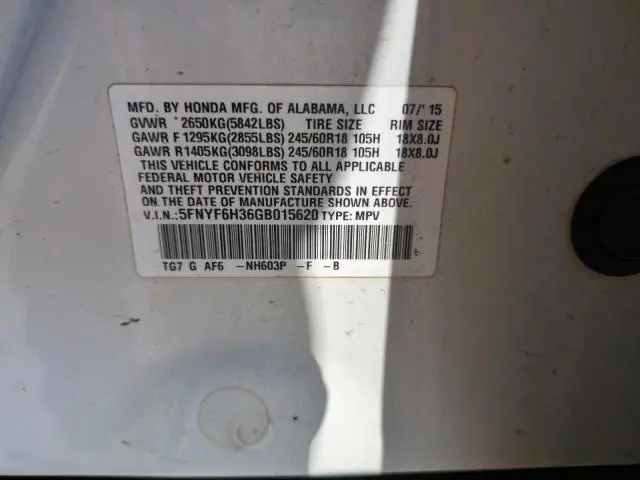 MFD. BY HONDA MFG. OF ALABAMA, LLC 07/'15
GVWR *2650KG(5842LBS) TIRE SIZE RIM SIZE
GAWR F 1295KG(2855LBS) 245/60R18 105H 18X8.0J
GAWR R1405KG(3098LBS) 245/60R18 105H 18X8.0J
THIS VEHICLE CONFORMS TO ALL APPLICABLE
FEDERAL MOTOR VEHICLE SAFETY
AND THEFT PREVENTION STANDARDS IN EFFECT
ON THE DATE OF MANUFACTURE SHOWN ABOVE
V.I.N.:5FNYF6H36GB015620 TYPE: MPV
TG7 G AF6 -NH603P -F -B